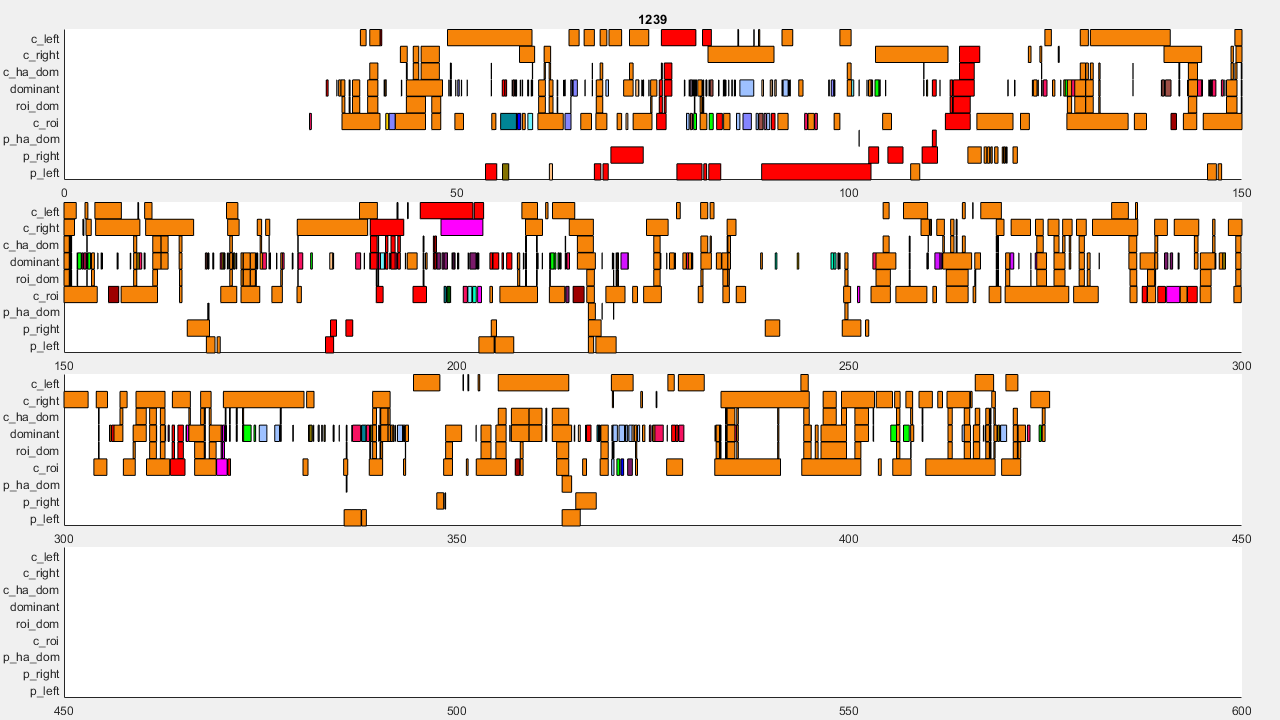 1239
c_left
c_right
c_ha_dom
dominant
roi_dom
c_roi
p_ha_dom
p_right
p_left
0 50 100 150
c_left
c_right
c_ha_dom
dominant
roi_dom
c_roi
p_ha_dom
p_right
p_left
150 200 250 300
c_left
c_right
c_ha_dom
dominant
roi_dom
c_roi
p_ha_dom
p_right
p_left
300 350 400 450
c_left
c_right
c_ha_dom
dominant
roi_dom
c_roi
p_ha_dom
p_right
p_left
450 500 550 600